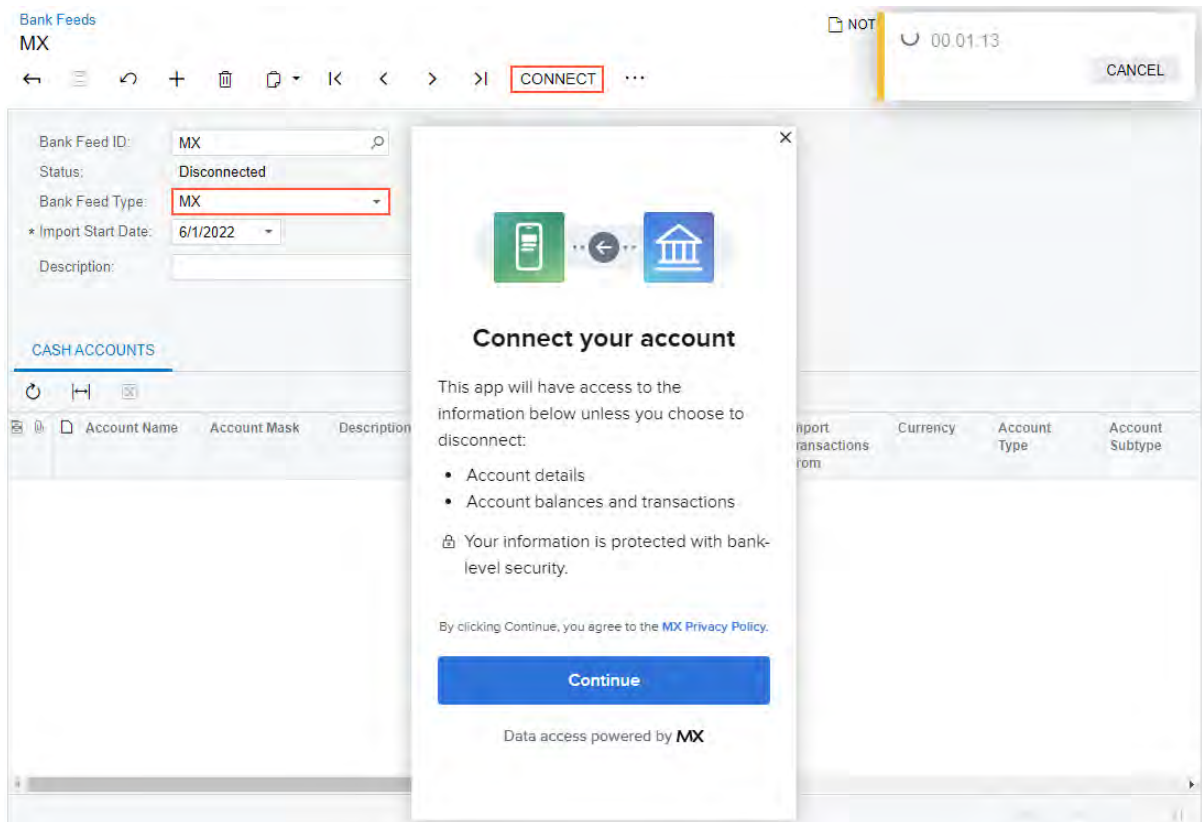 Bank Feeds
MX
NOT
00:01:13
CANCEL
CONNECT
Bank Feed ID: MX
Status: Disconnected
Bank Feed Type: MX
* Import Start Date: 6/1/2022
Description:
CASH ACCOUNTS
Account Name Account Mask Description Currency Account Type Account Subtype
Connect your account
This app will have access to the
information below unless you choose to
disconnect:
• Account details
• Account balances and transactions
Your information is protected with bank-
level security.
By clicking Continue, you agree to the MX Privacy Policy.
Continue
Data access powered by MX